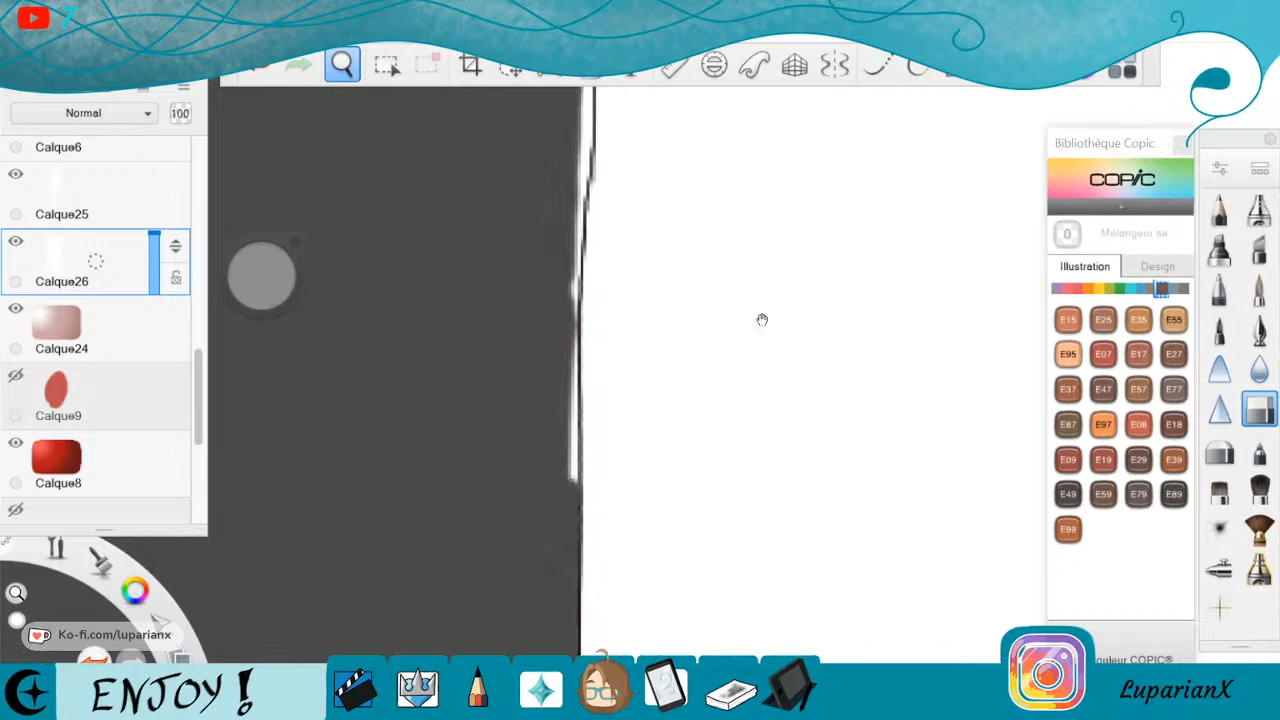 7
Normal
100
Calque6
Calque25
Calque26
Calque24
Calque9
Calque8
Bibliothèque Copic
COPIC
0
Mélangeur sa
Illustration
Design
E15 E25 E35 E55
E95 E07 E17 E27
E37 E47 E57 E77
E87 E97 E08 E18
E09 E19 E29 E39
E49 E59 E79 E89
E99
Ko-fi.com/luparianx
ouleur COPIC®
ENJOY!
LuparianX